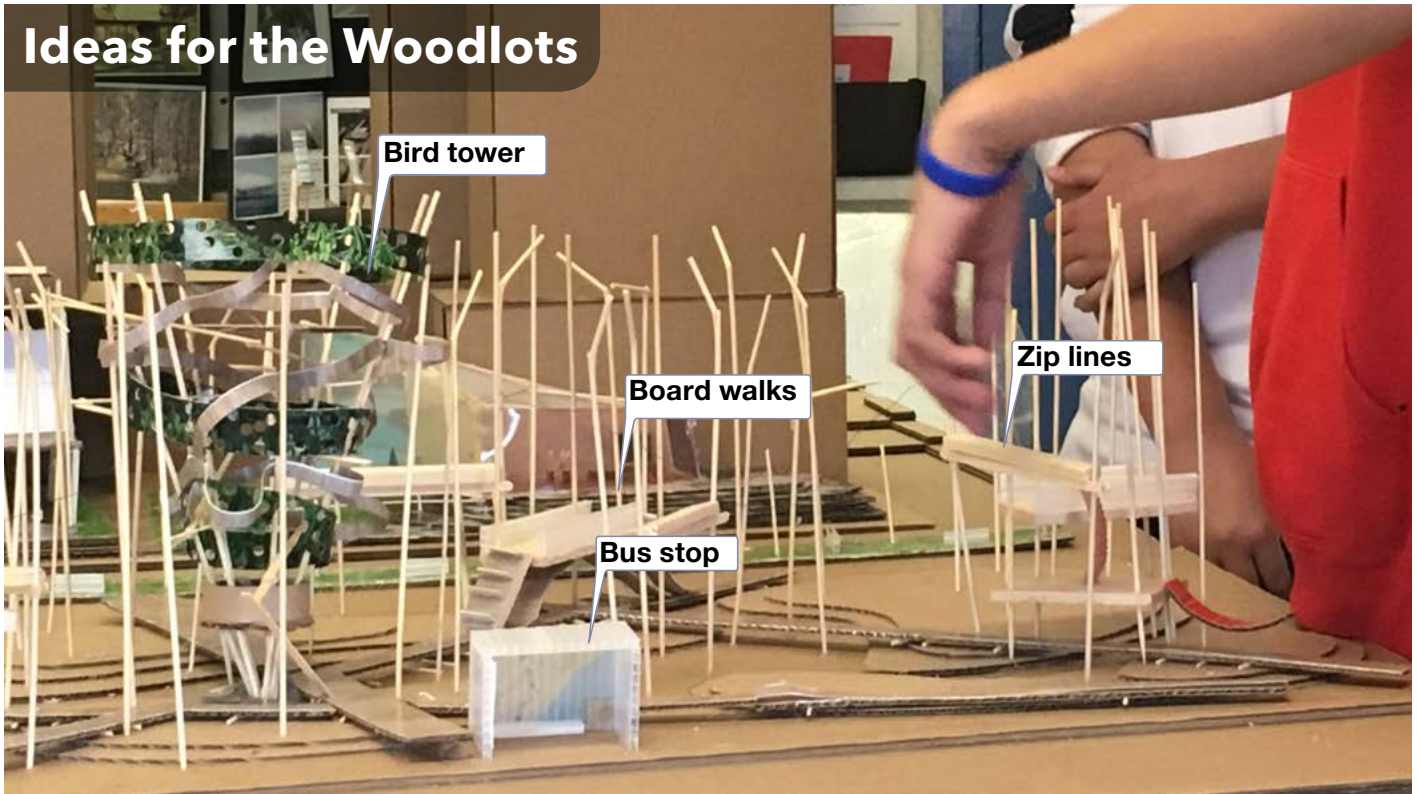 Ideas for the Woodlots
Bird tower
Zip lines
Board walks
Bus stop